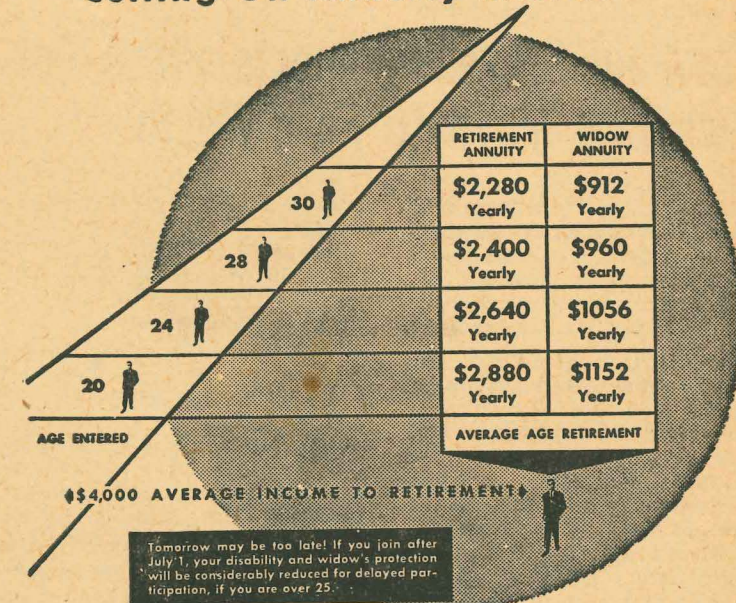 RETIREMENT ANNUITY
WIDOW ANNUITY
30
$2,280 Yearly
$912 Yearly
28
$2,400 Yearly
$960 Yearly
24
$2,640 Yearly
$1056 Yearly
20
$2,880 Yearly
$1152 Yearly
AGE ENTERED
AVERAGE AGE RETIREMENT
$4,000 AVERAGE INCOME TO RETIREMENT
Tomorrow may be too late! If you join after
July 1, your disability and widow's protection
will be considerably reduced for delayed par-
ticipation, if you are over 25.